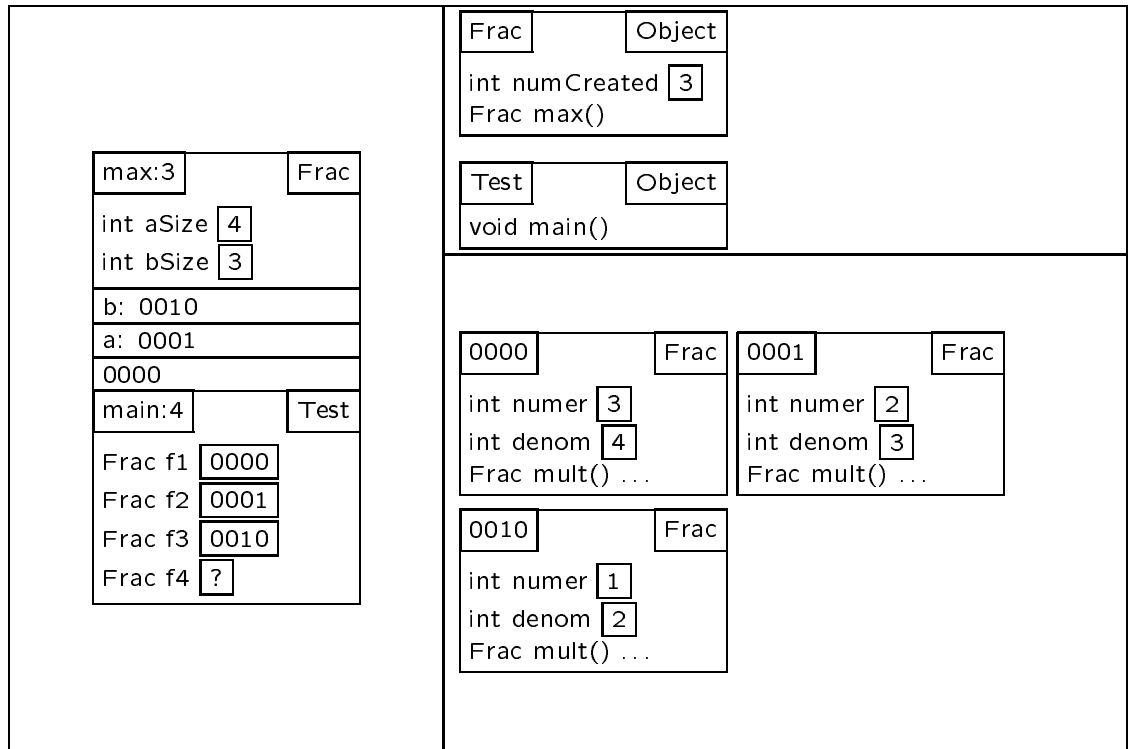 max:3 Frac
int aSize 4
int bSize 3
b: 0010
a: 0001
0000
main:4 Test
Frac f1 0000
Frac f2 0001
Frac f3 0010
Frac f4 ?
Frac Object
int numCreated 3
Frac max()
Test Object
void main()
0000 Frac
int numer 3
int denom 4
Frac mult() ...
0001 Frac
int numer 2
int denom 3
Frac mult() ...
0010 Frac
int numer 1
int denom 2
Frac mult() ...